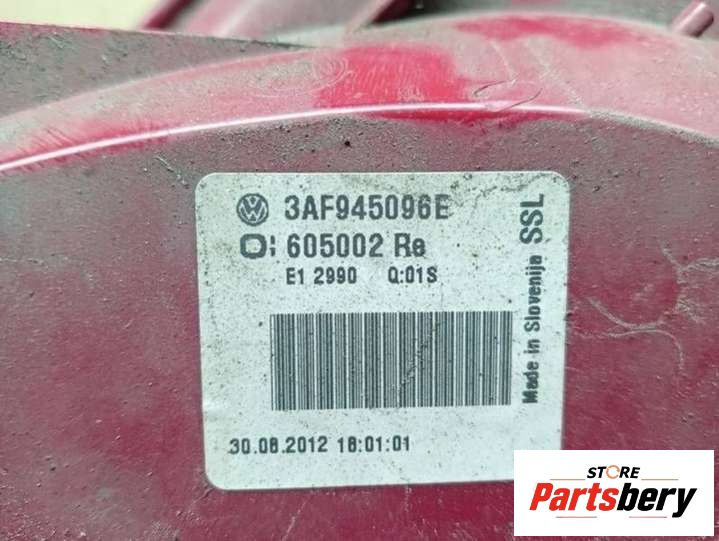 3AF945096E
605002 Re
E1 2990 Q:01S
30.08.2012 18:01:01
Made in Slovenija SSL
STORE
Partsbery